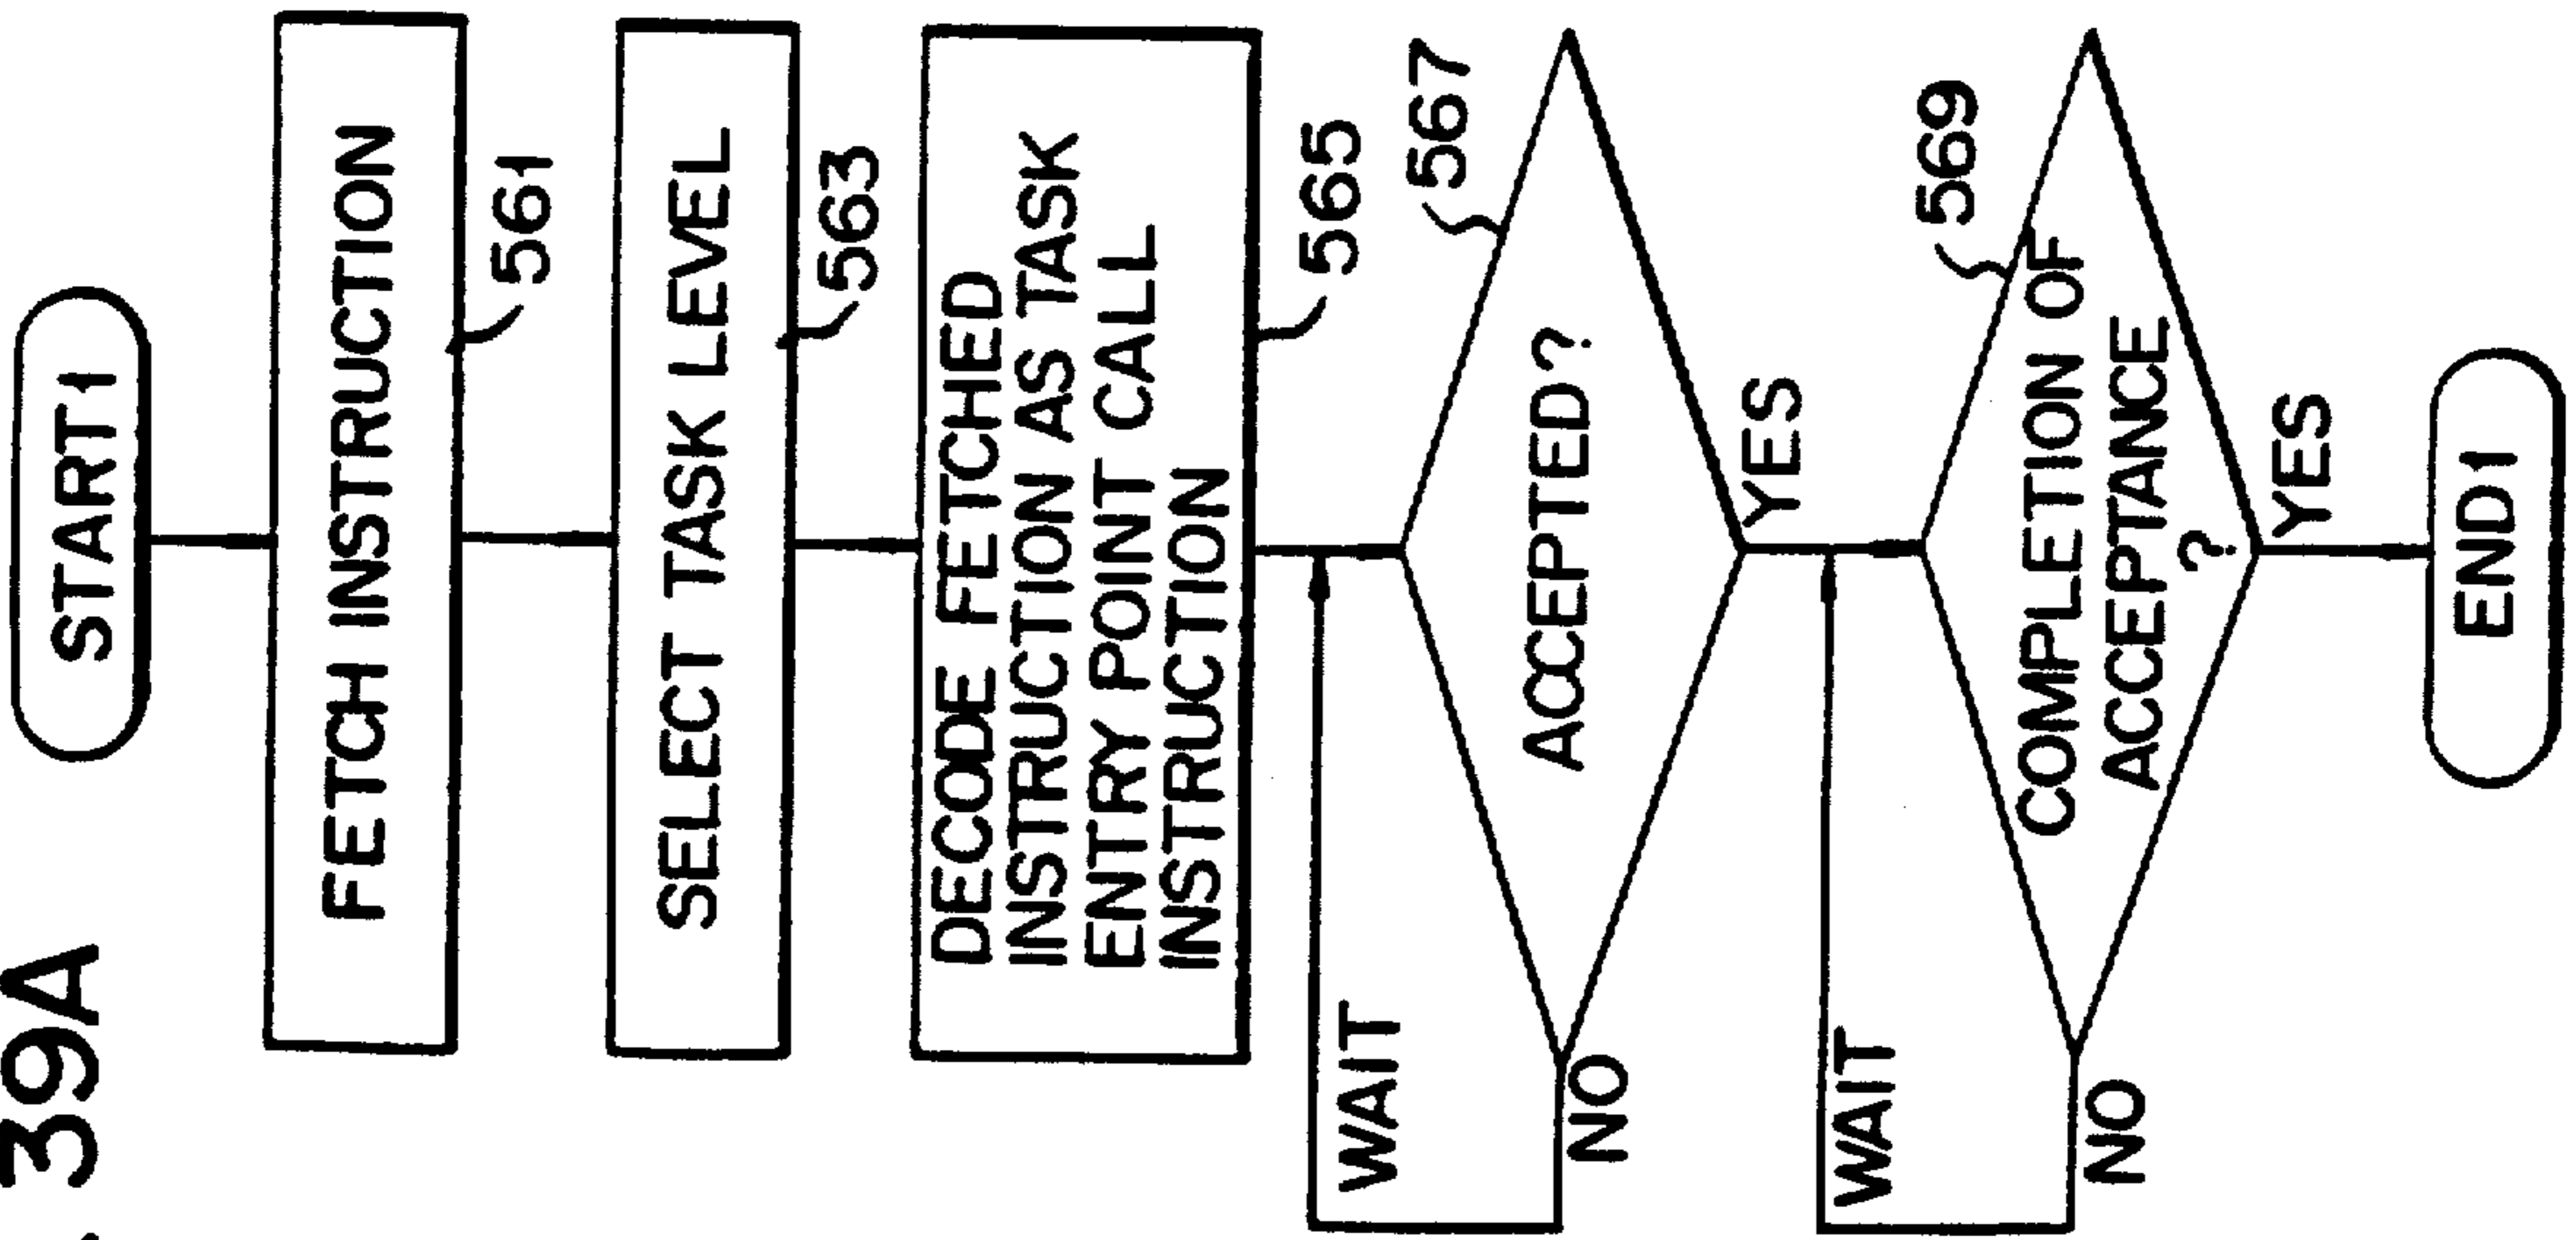 39A
START1
FETCH INSTRUCTION
561
SELECT TASK LEVEL
563
DECODE FETCHED
INSTRUCTION AS TASK
ENTRY POINT CALL
INSTRUCTION
565
567
ACCEPTED?
WAIT
NO
YES
569
COMPLETION OF
ACCEPTANCE
?
WAIT
NO
YES
END1